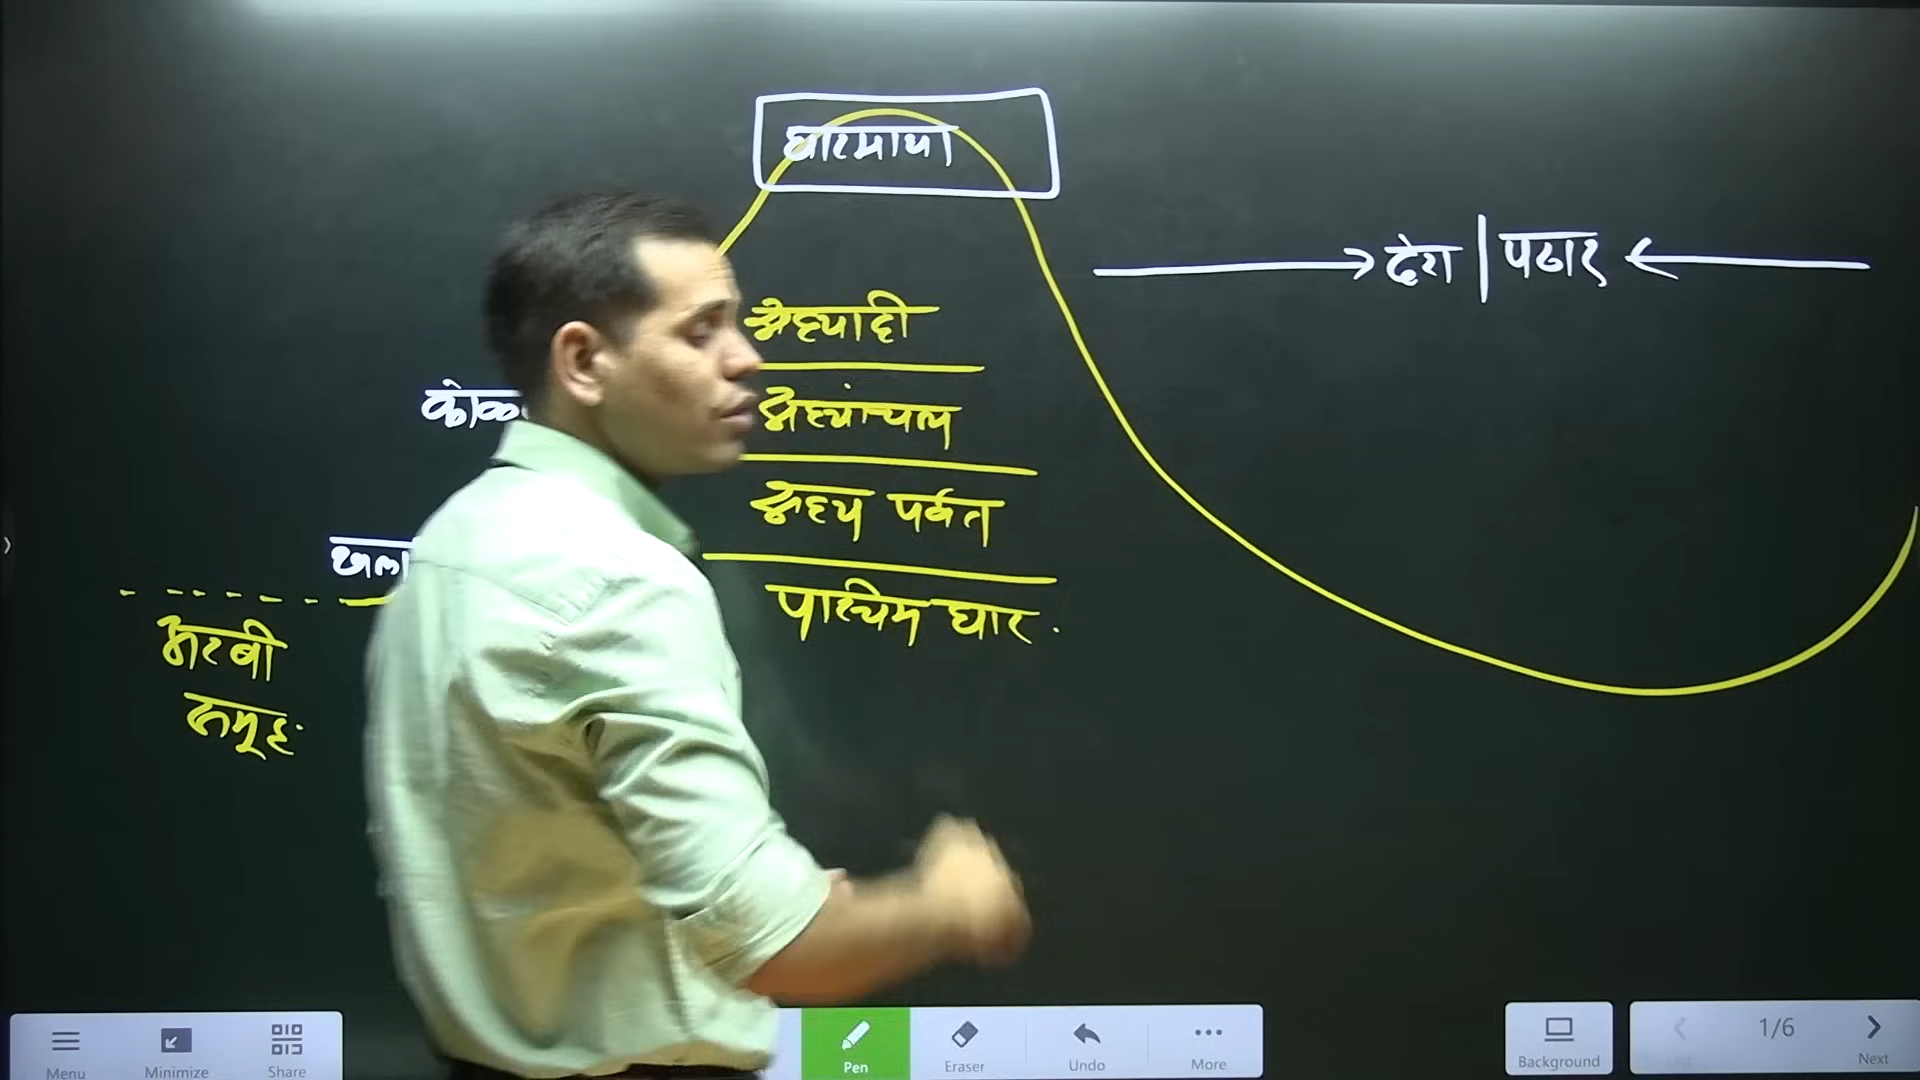 घाटमाथा
देश | पठार
सह्याद्री
सह्यांचल
सह्य पर्वत
पश्चिम घाट.
अरबी
समुद्र
Menu
Minimize
Share
Pen
Eraser
Undo
More
Background
1/6
Next